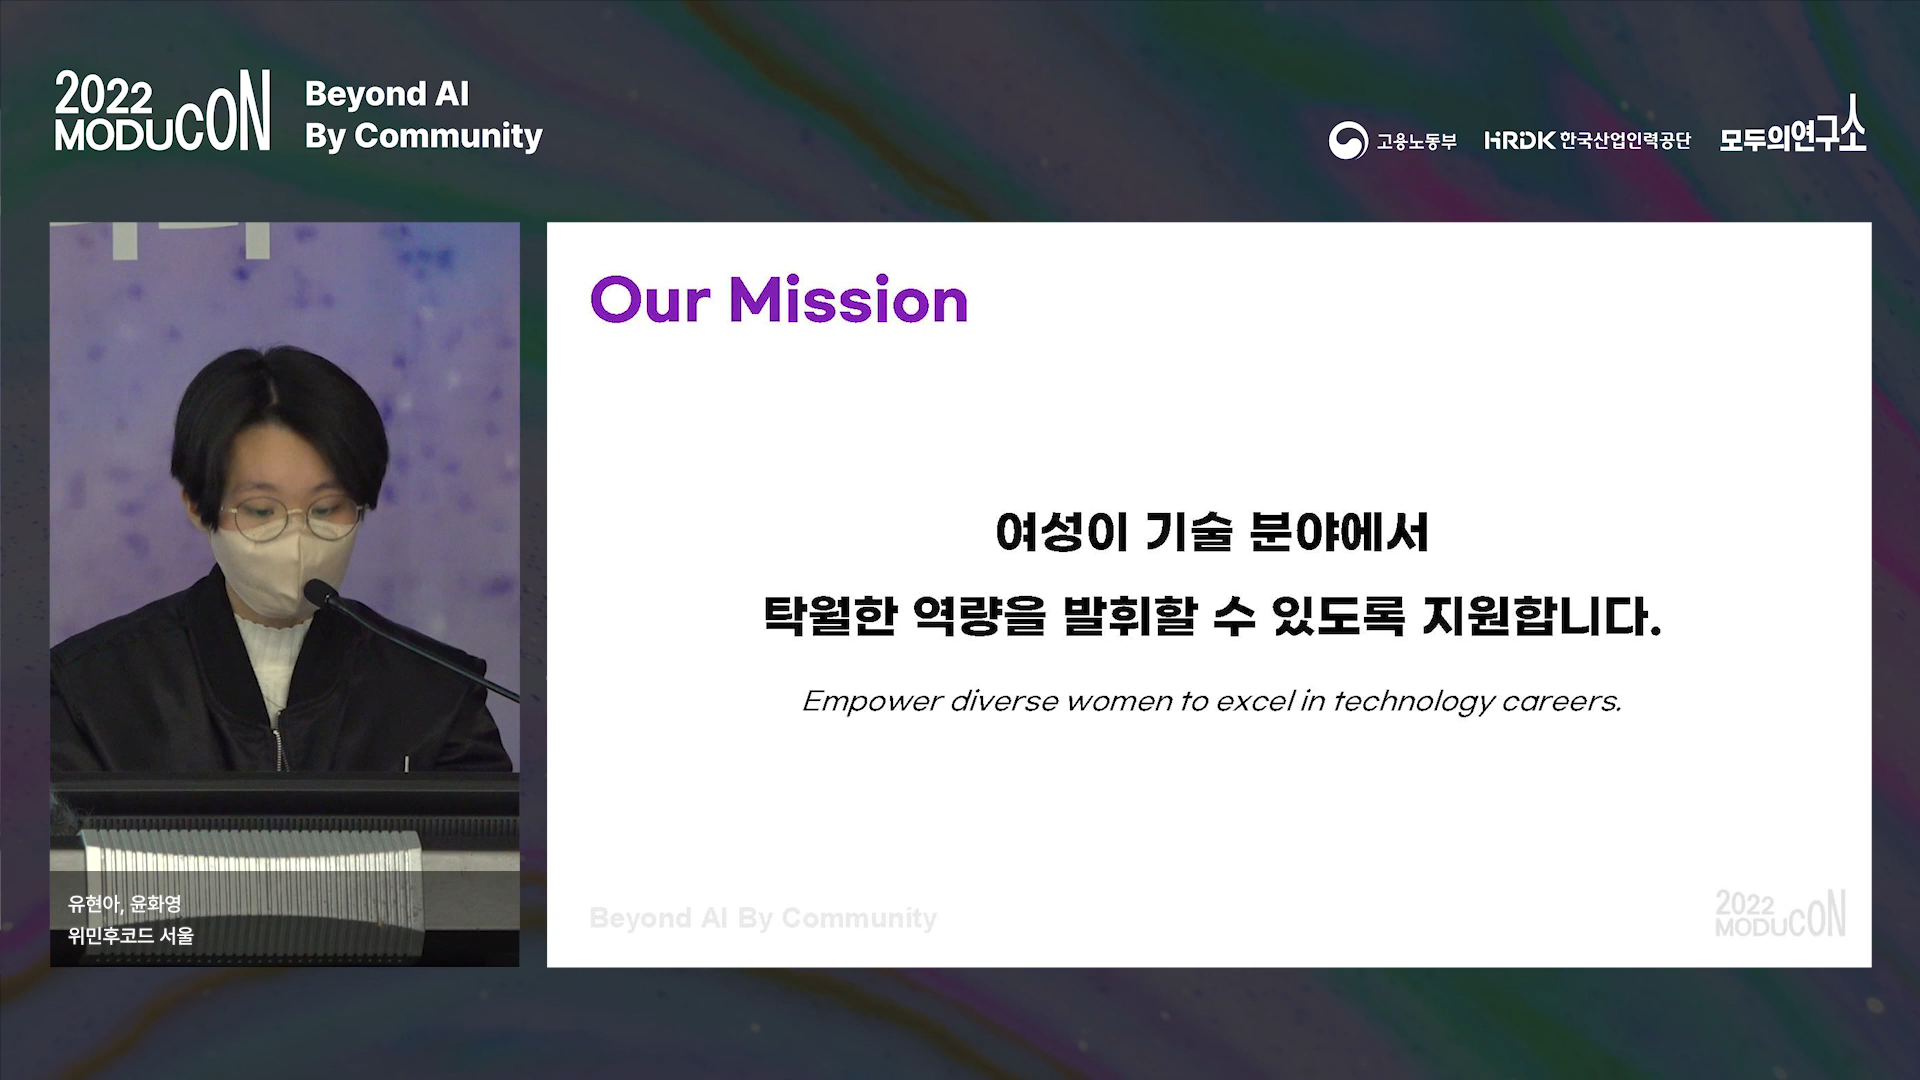 2022
MODUCON
Beyond AI
By Community
고용노동부
HRDK 한국산업인력공단
모두의연구소
Our Mission
여성이 기술 분야에서
탁월한 역량을 발휘할 수 있도록 지원합니다.
Empower diverse women to excel in technology careers.
Beyond AI By Community
2022
MODUCON
유현아, 윤화영
위민후코드 서울